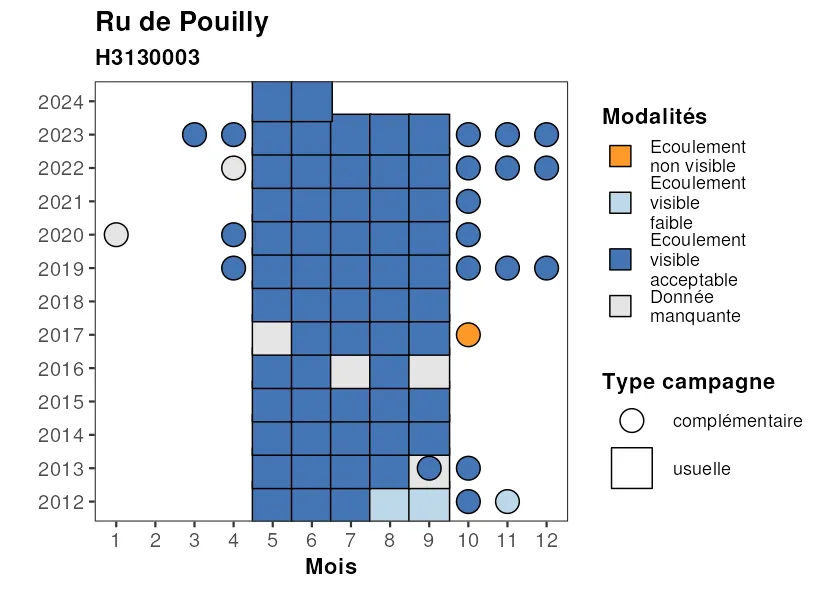 Ru de Pouilly
H3130003
2024
2023
2022
2021
2020
2019
2018
2017
2016
2015
2014
2013
2012
1 2 3 4 5 6 7 8 9 10 11 12
Mois
Modalités
Ecoulement
non visible
Ecoulement
visible
faible
Ecoulement
visible
acceptable
Donnée
manquante
Type campagne
complémentaire
usuelle